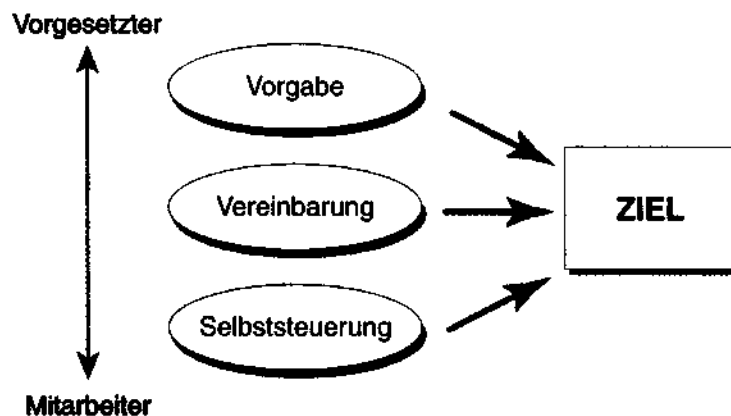 Vorgesetzter
Vorgabe
Vereinbarung
ZIEL
Selbststeuerung
Mitarbeiter